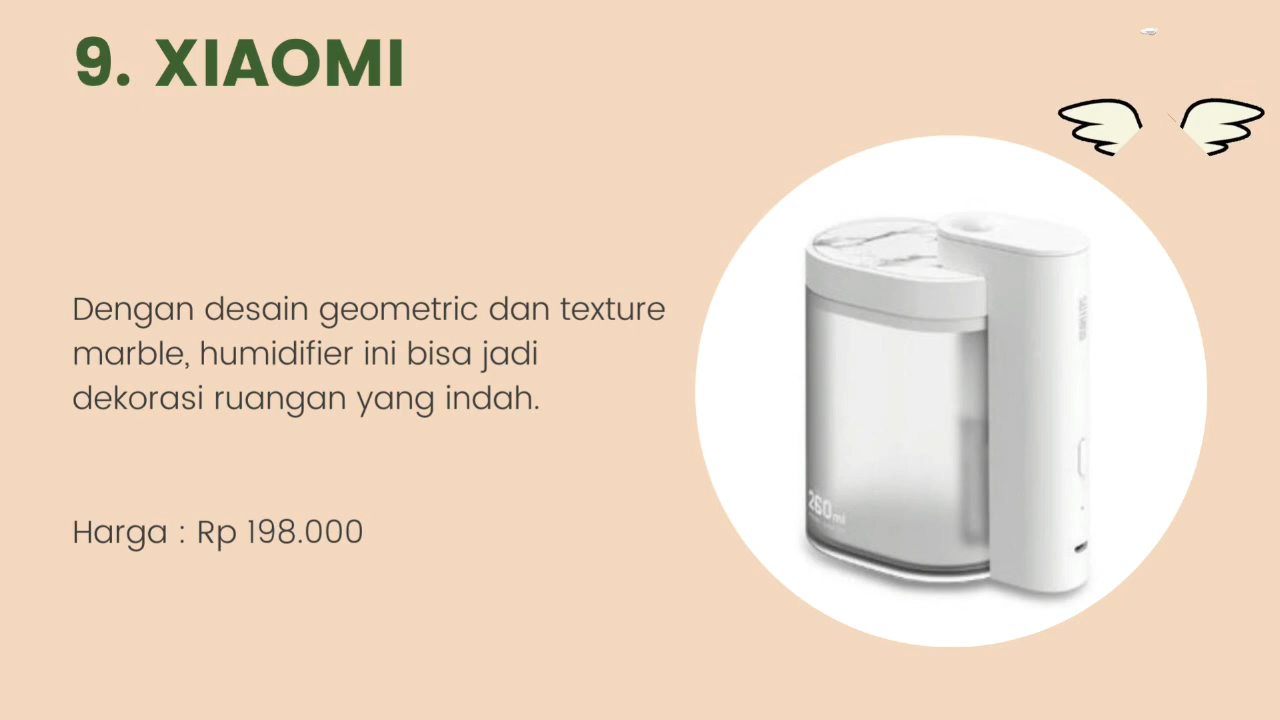 9. XIAOMI
Dengan desain geometric dan texture
marble, humidifier ini bisa jadi
dekorasi ruangan yang indah.
Harga : Rp 198.000
260ml